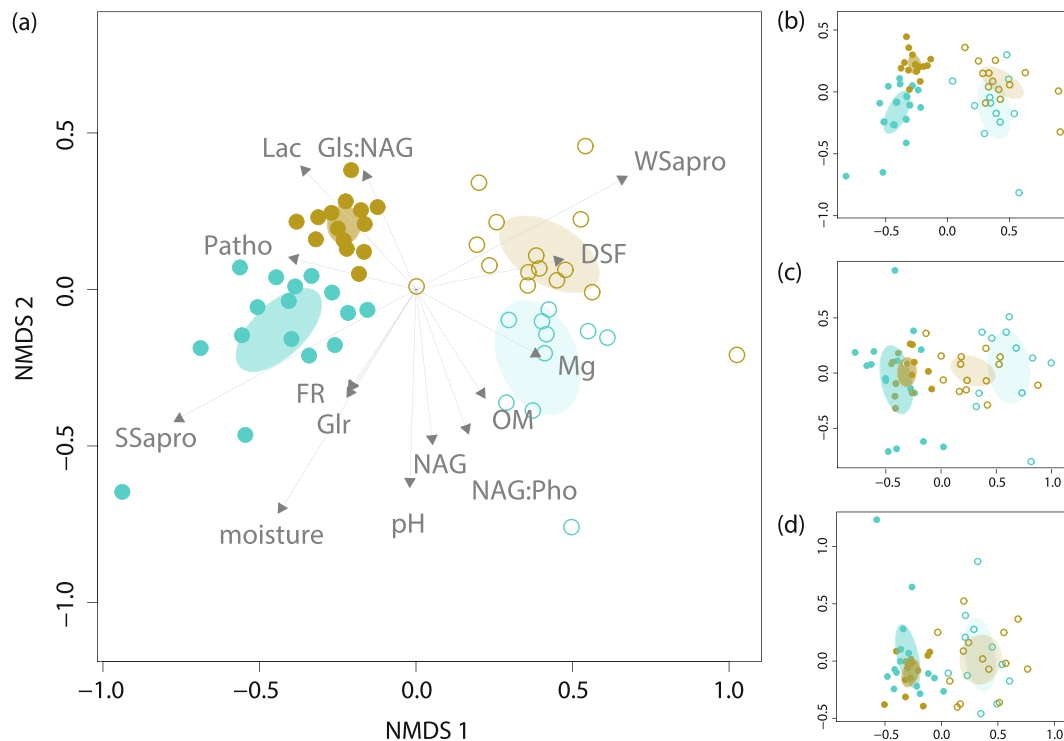 (a)
Lac
Gls:NAG
WSapro
Patho
DSF
Mg
FR
Glr
OM
SSapro
NAG
NAG:Pho
pH
moisture
0.5
0.0
−0.5
−1.0
NMDS 2
−1.0
−0.5
0.0
0.5
1.0
NMDS 1
(b)
0.5
0.0
−0.5
−1.0
−0.5
0.0
0.5
(c)
0.5
0.0
−0.5
−0.5
0.0
0.5
1.0
(d)
1.0
0.5
0.0
−0.5
−0.5
0.0
0.5
1.0